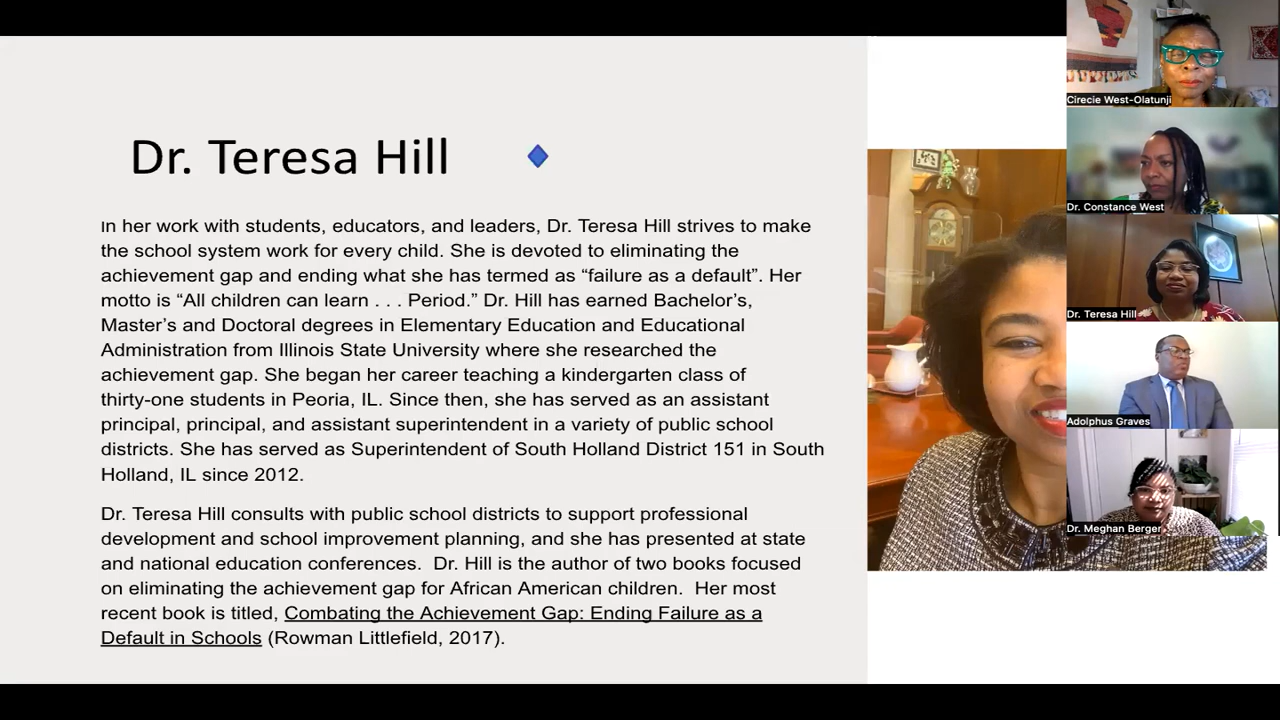 Dr. Teresa Hill
In her work with students, educators, and leaders, Dr. Teresa Hill strives to make
the school system work for every child. She is devoted to eliminating the
achievement gap and ending what she has termed as “failure as a default”. Her
motto is “All children can learn . . . Period.” Dr. Hill has earned Bachelor’s,
Master’s and Doctoral degrees in Elementary Education and Educational
Administration from Illinois State University where she researched the
achievement gap. She began her career teaching a kindergarten class of
thirty-one students in Peoria, IL. Since then, she has served as an assistant
principal, principal, and assistant superintendent in a variety of public school
districts. She has served as Superintendent of South Holland District 151 in South
Holland, IL since 2012.
Dr. Teresa Hill consults with public school districts to support professional
development and school improvement planning, and she has presented at state
and national education conferences.  Dr. Hill is the author of two books focused
on eliminating the achievement gap for African American children.  Her most
recent book is titled, Combating the Achievement Gap: Ending Failure as a
Default in Schools (Rowman Littlefield, 2017).
Cirecie West-Olatunji
Dr. Constance West
Dr. Teresa Hill
Adolphus Graves
Dr. Meghan Berger